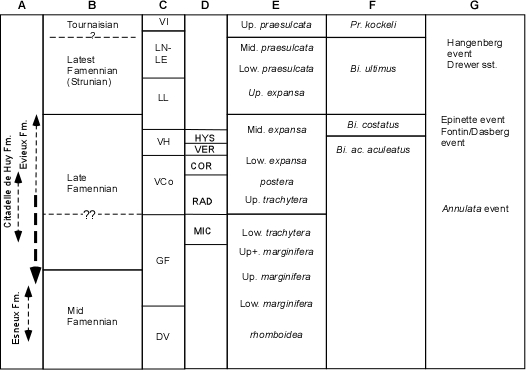 A B C D E F G
Tournaisian
?
Latest
Famennian
(Strunian)
Late
Famennian
??
Mid
Famennian
Citadelle de Huy Fm.
Evieux Fm.
Esneux Fm.
VI
LN-
LE
LL
VH
VCo
GF
DV
HYS
VER
COR
RAD
MIC
Up. praesulcata
Mid. praesulcata
Low. praesulcata
Up. expansa
Mid. expansa
Low. expansa
postera
Up. trachytera
Low. trachytera
Up+. marginifera
Up. marginifera
Low. marginifera
rhomboidea
Pr. kockeli
Bi. ultimus
Bi. costatus
Bi. ac. aculeatus
Hangenberg
event
Drewer sst.
Epinette event
Fontin/Dasberg
event
Annulata event